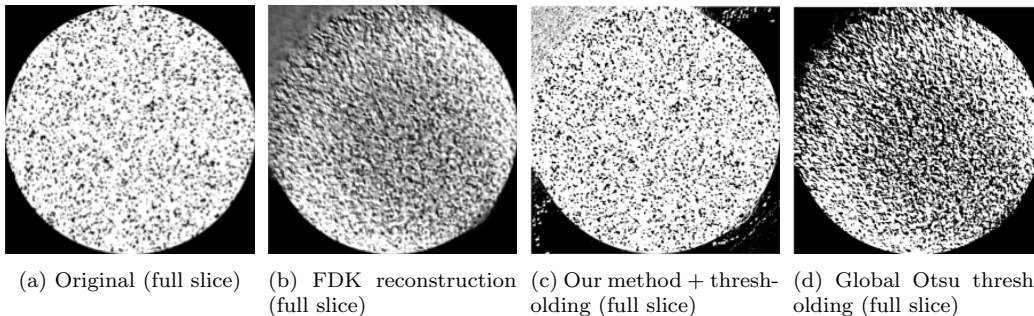 (a) Original (full slice)
(b) FDK reconstruction
(full slice)
(c) Our method + thresh-
olding (full slice)
(d) Global Otsu thresh
olding (full slice)